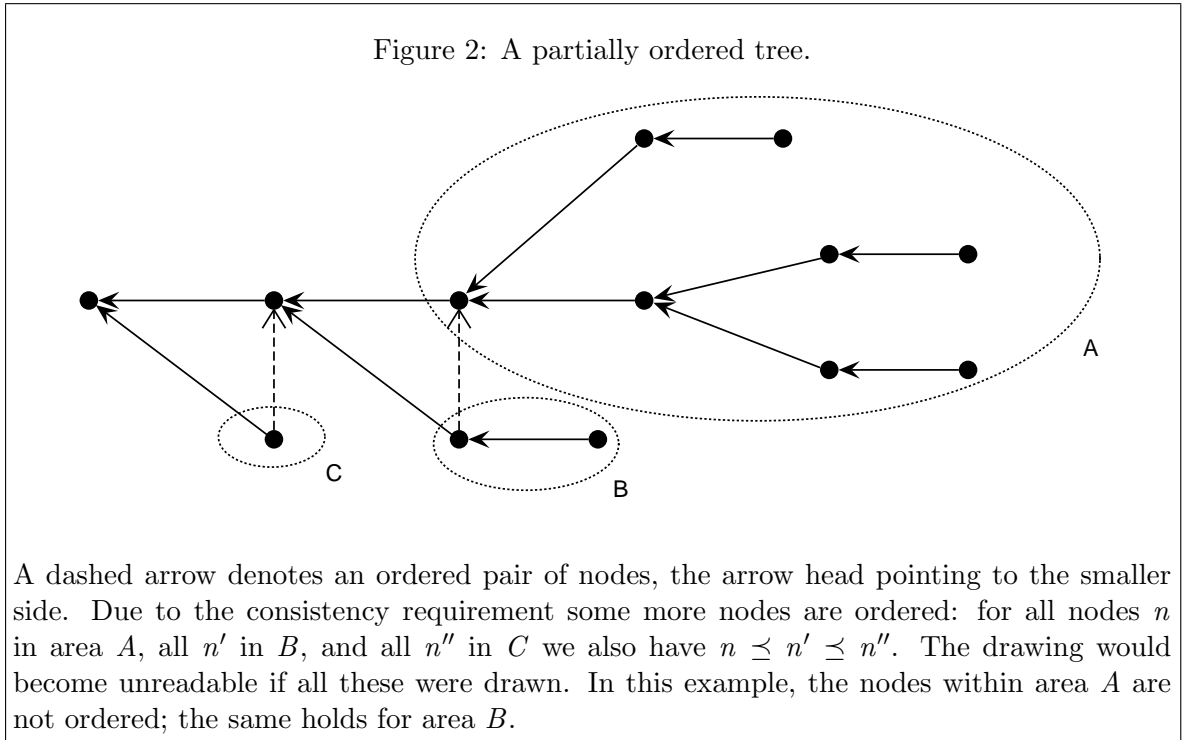 Figure 2: A partially ordered tree.
A
C
B
A dashed arrow denotes an ordered pair of nodes, the arrow head pointing to the smaller
side. Due to the consistency requirement some more nodes are ordered: for all nodes n
in area A, all n′ in B, and all n′′ in C we also have n ⪯ n′ ⪯ n′′. The drawing would
become unreadable if all these were drawn. In this example, the nodes within area A are
not ordered; the same holds for area B.